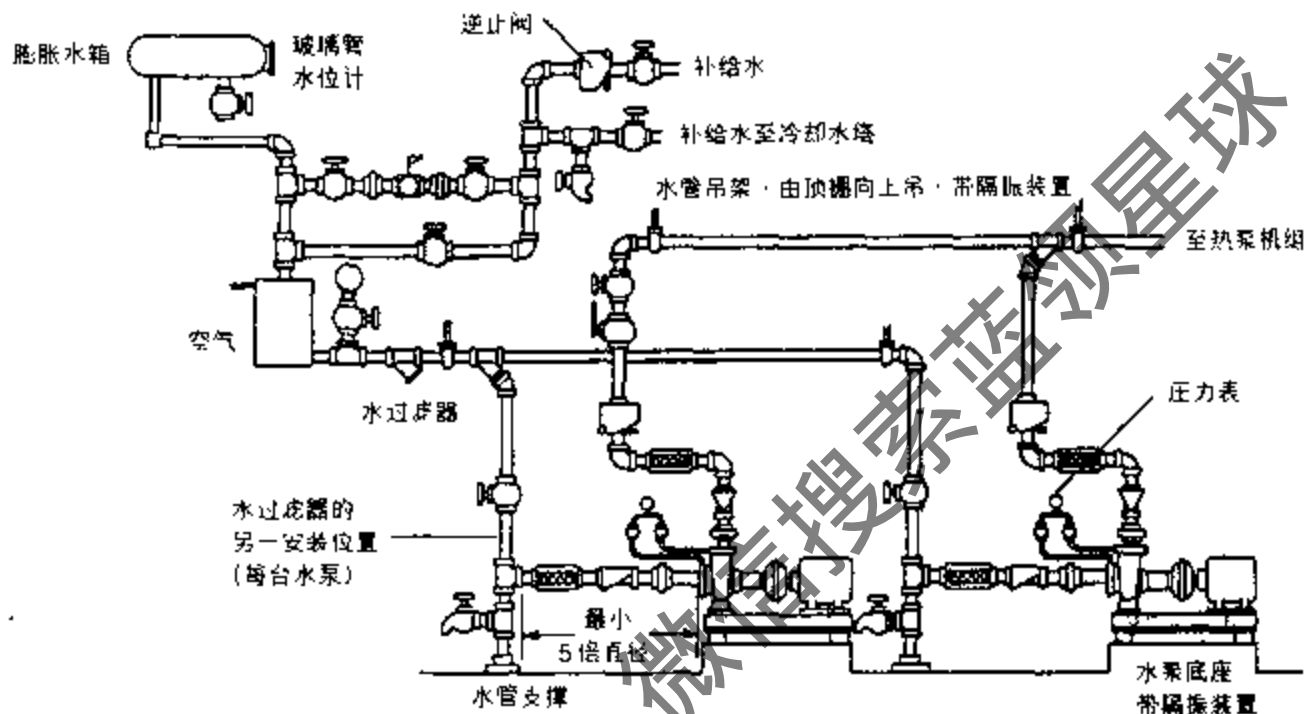 逆止阀
膨胀水箱
玻璃管
水位计
补给水
补给水至冷却水塔
水管吊架，由顶棚向上吊，带隔振装置
至热泵机组
空气
水过滤器
压力表
水过滤器的
另一安装位置
(每台水泵)
最小
5倍直径
水管支撑
水泵底座
带隔振装置
微信搜索蓝领星球